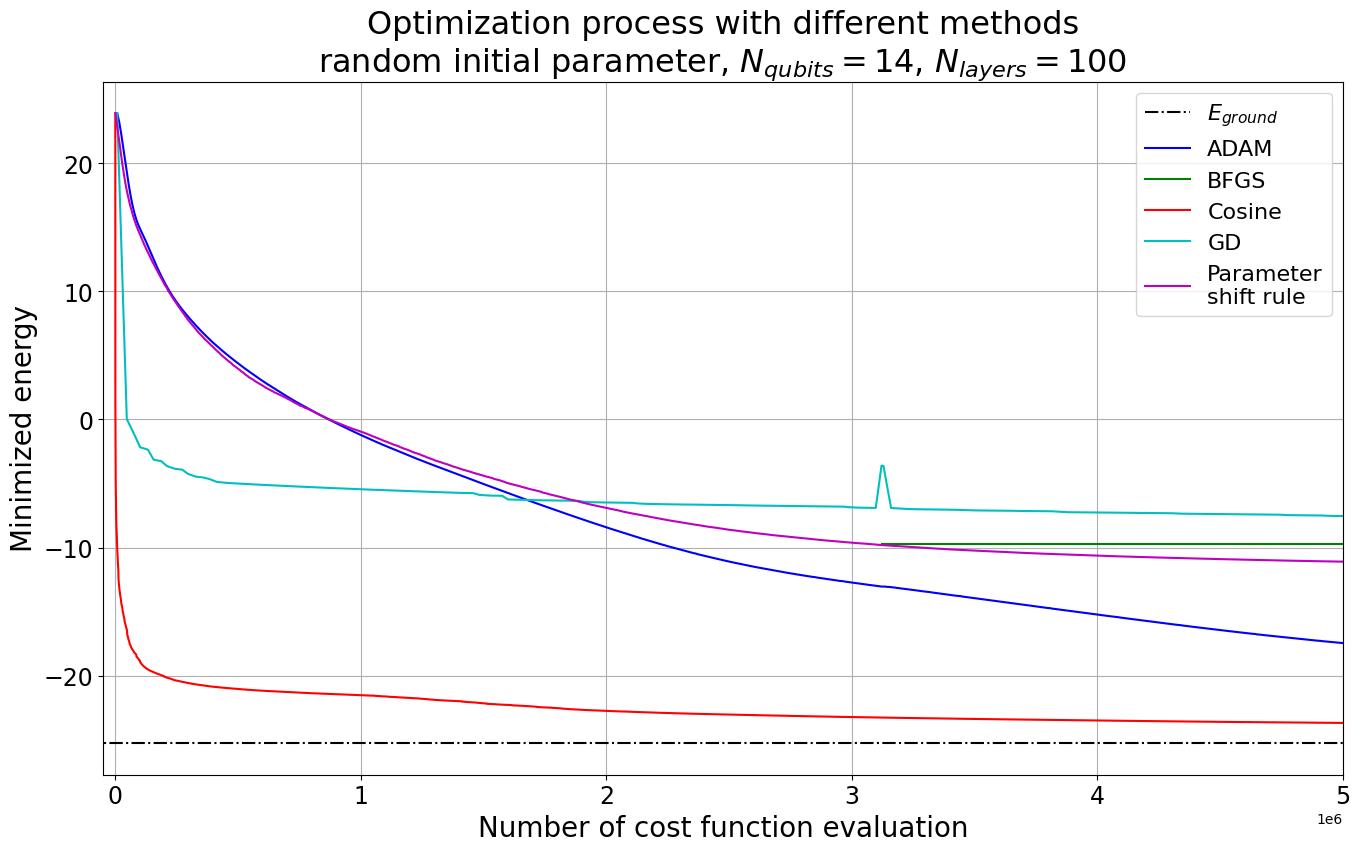 Optimization process with different methods
random initial parameter, $N_{qubits} = 14$, $N_{layers} = 100$
$E_{ground}$
ADAM
BFGS
Cosine
GD
Parameter
shift rule
Minimized energy
20
10
0
−10
−20
0 1 2 3 4 5
1e6
Number of cost function evaluation